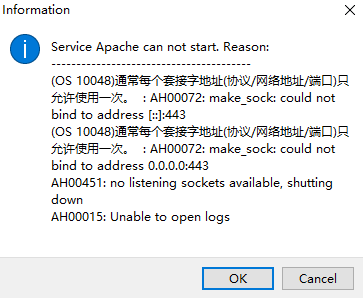 Information
Service Apache can not start. Reason:
---------------------------------------
(OS 10048)通常每个套接字地址(协议/网络地址/端口)只
允许使用一次。 : AH00072: make_sock: could not
bind to address [::]:443
(OS 10048)通常每个套接字地址(协议/网络地址/端口)只
允许使用一次。 : AH00072: make_sock: could not
bind to address 0.0.0.0:443
AH00451: no listening sockets available, shutting
down
AH00015: Unable to open logs
OK
Cancel